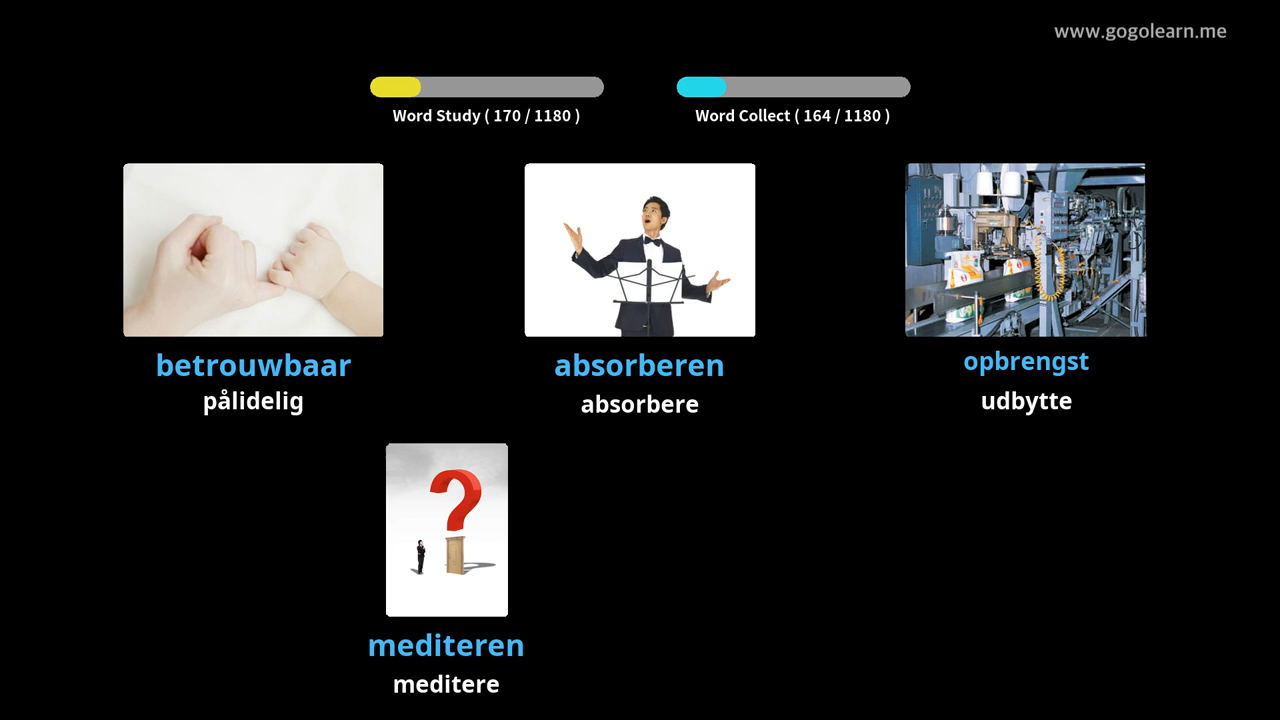 www.gogolearn.me
Word Study ( 170 / 1180 )
Word Collect ( 164 / 1180 )
betrouwbaar
pålidelig
absorberen
absorbere
opbrengst
udbytte
mediteren
meditere